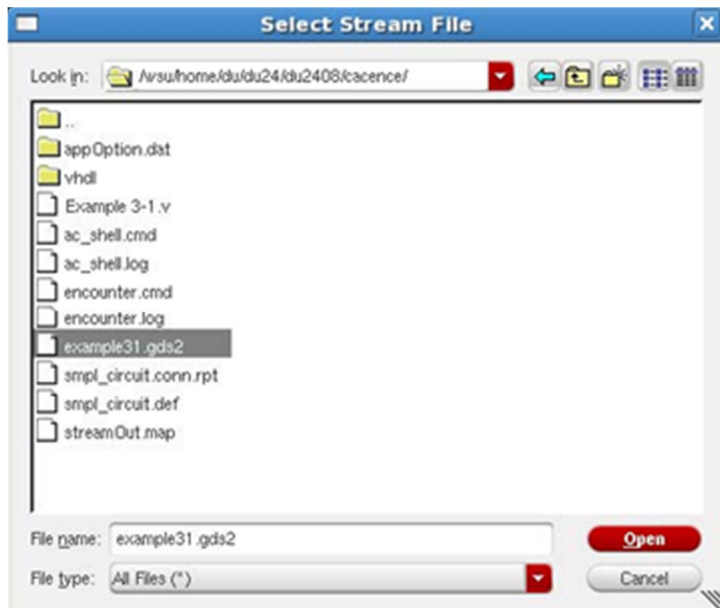 Select Stream File
Look in: /vsu/home/du/du24/du2408/cacence/
..
appOption.dat
vhdl
Example 3-1.v
ac_shell.cmd
ac_shell.log
encounter.cmd
encounter.log
example31.gds2
smpl_circuit.conn.rpt
smpl_circuit.def
streamOut.map
File name: example31.gds2
Open
File type: All Files (*)
Cancel